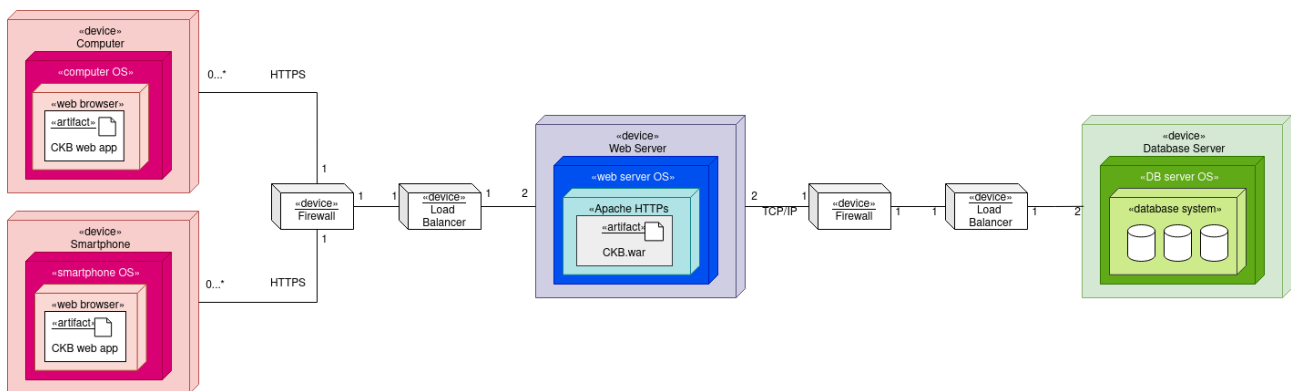 «device»
Computer
«computer OS»
«web browser»
«artifact»
CKB web app
0...*
HTTPS
1
«device»
Smartphone
«smartphone OS»
«web browser»
«artifact»
CKB web app
0...*
HTTPS
1
«device»
Firewall
1
1
«device»
Load
Balancer
1
2
«device»
Web Server
«web server OS»
«Apache HTTPs
«artifact»
CKB.war
2
TCP/IP
1
«device»
Firewall
1
1
«device»
Load
Balancer
1
2
«device»
Database Server
«DB server OS»
«database system»